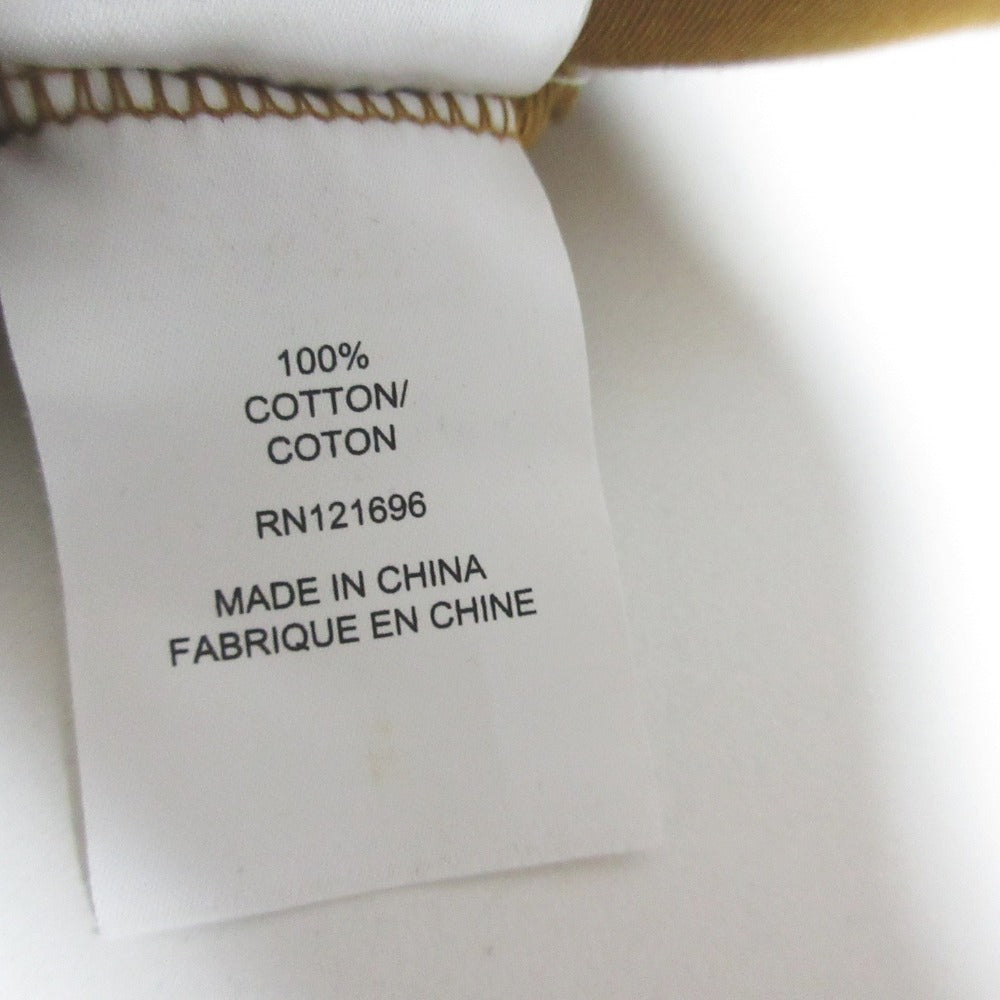 100%
COTTON/
COTON
RN121696
MADE IN CHINA
FABRIQUE EN CHINE